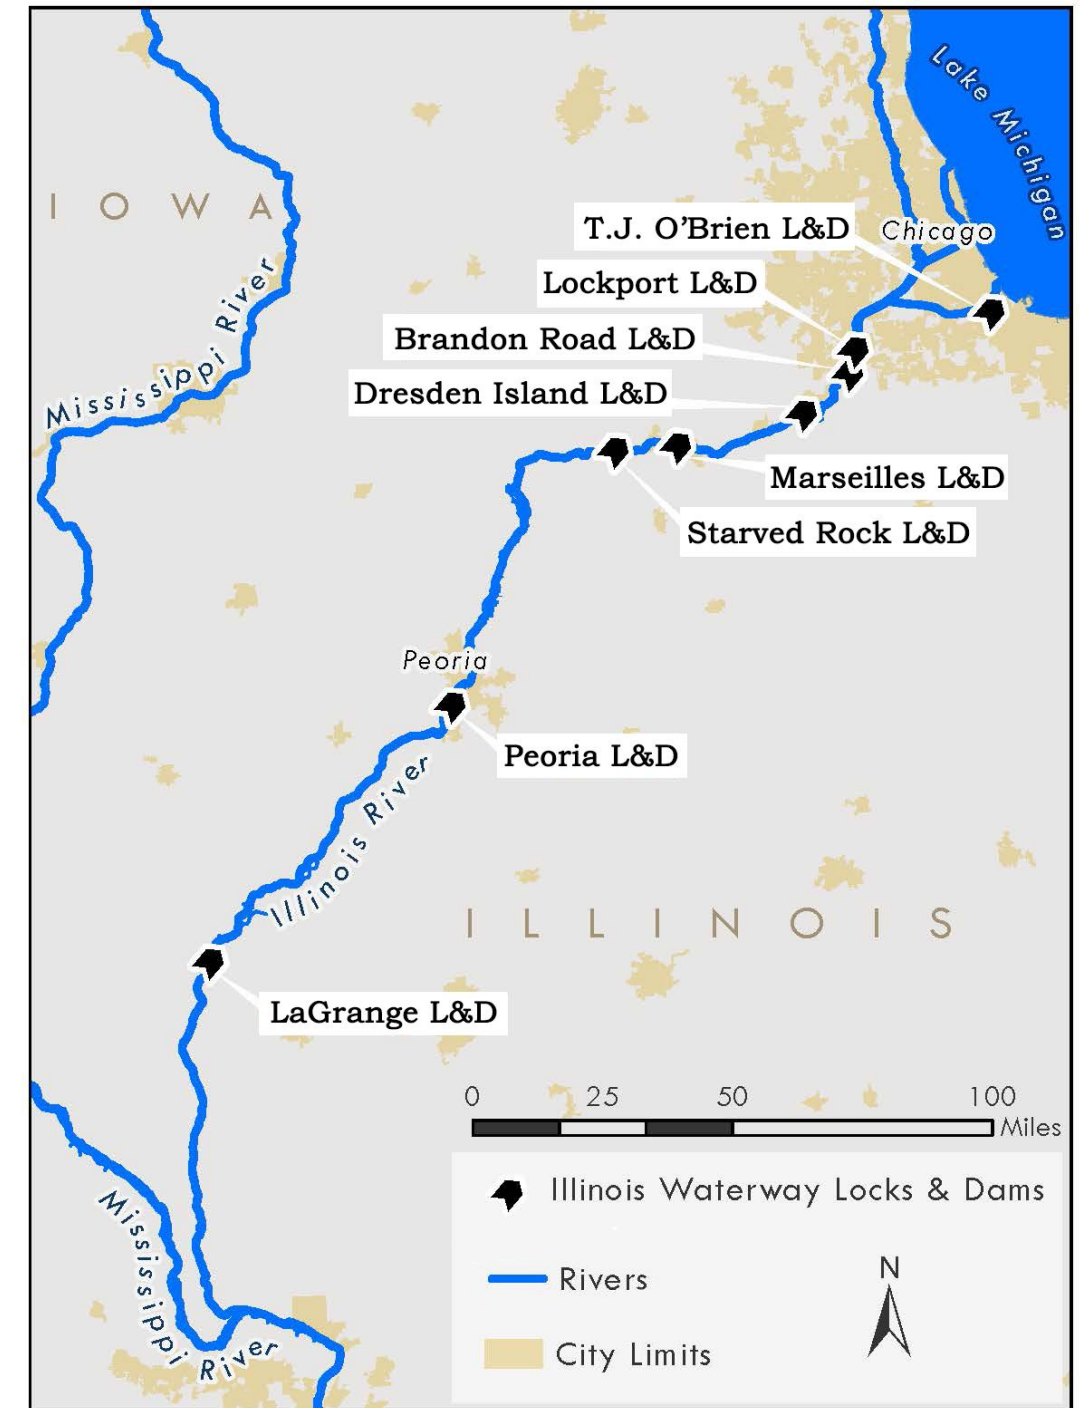 Lake Michigan
IOWA
T.J. O'Brien L&D
Chicago
Lockport L&D
Brandon Road L&D
Mississippi River
Dresden Island L&D
Marseilles L&D
Starved Rock L&D
Peoria
Peoria L&D
Illinois River
ILLINOIS
LaGrange L&D
0 25 50 100
Miles
Illinois Waterway Locks & Dams
Mississippi River
Rivers
N
City Limits